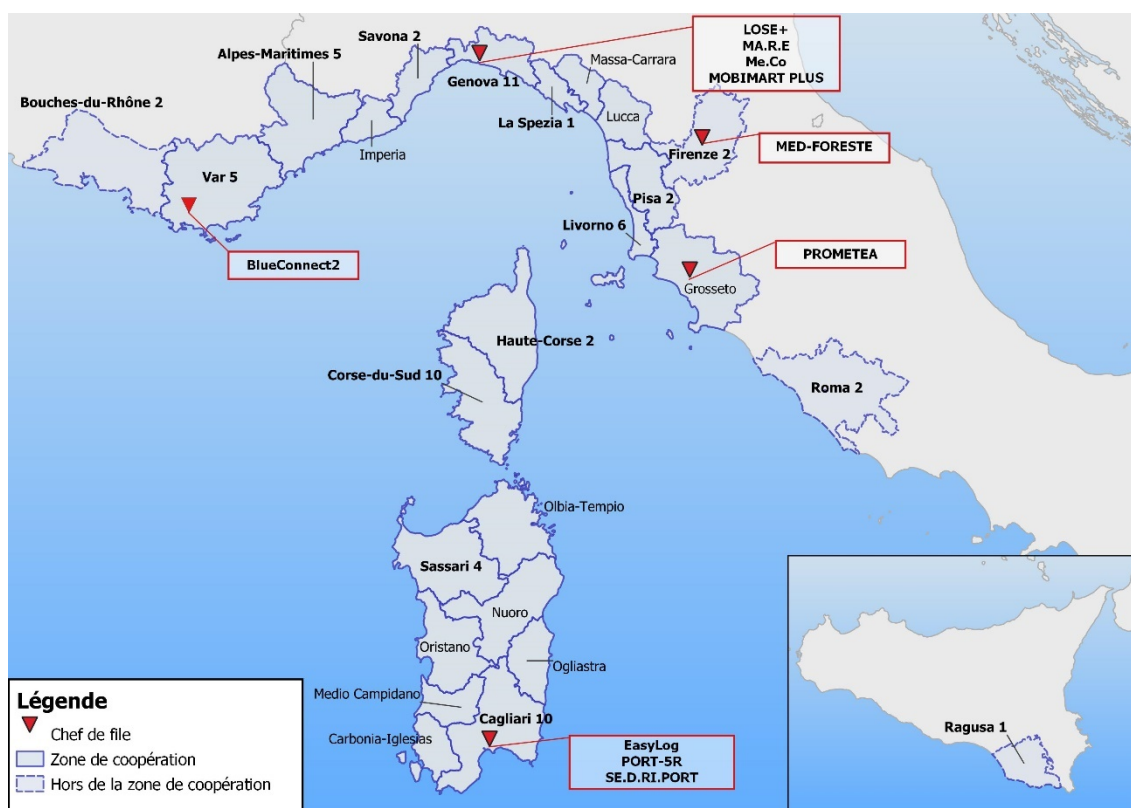 LOSE+
MA.R.E
Me.Co
MOBIMART PLUS
Savona 2
Alpes-Maritimes 5
Massa-Carrara
Genova 11
Bouches-du-Rhône 2
La Spezia 1
Lucca
Imperia
Firenze 2
MED-FORESTE
Var 5
Pisa 2
Livorno 6
BlueConnect2
PROMETEA
Grosseto
Haute-Corse 2
Corse-du-Sud 10
Roma 2
Olbia-Tempio
Sassari 4
Nuoro
Oristano
Ogliastra
Medio Campidano
Cagliari 10
Carbonia-Iglesias
EasyLog
PORT-5R
SE.D.RI.PORT
Ragusa 1
Légende
Chef de file
Zone de coopération
Hors de la zone de coopération